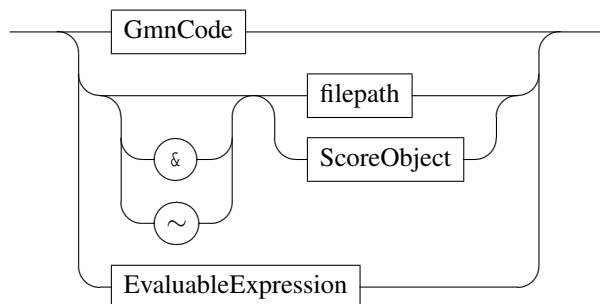 GmnCode
filepath
&
ScoreObject
~
EvaluableExpression